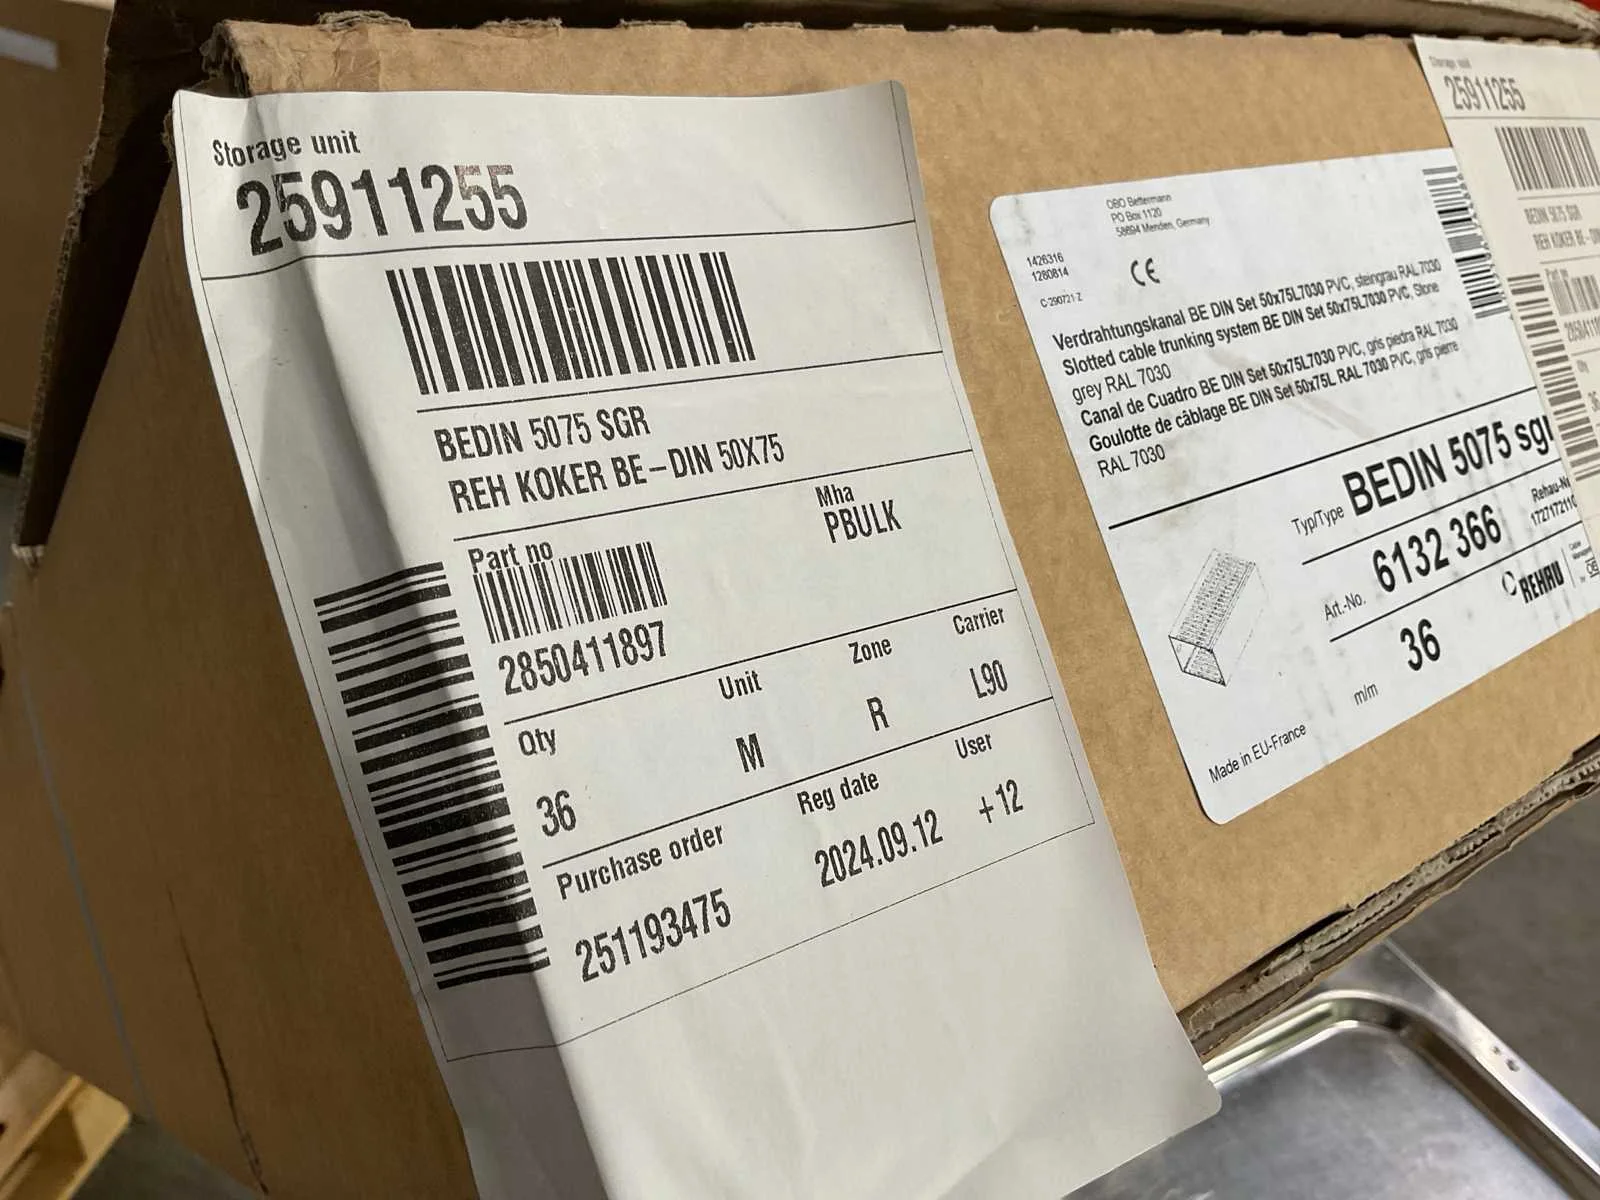 Storage unit
25911255
BEDIN 5075 SGR
REH KOKER BE-DIN 50X75
Mha
PBULK
Part no
2850411897
Qty Unit Zone Carrier
36 M R L90
Purchase order Reg date User
251193475 2024.09.12 +12
OBO Bettermann
PO Box 1120
58694 Menden, Germany
1426316
1280814
C-290721-Z
CE
Verdrahtungskanal BE DIN Set 50x75L7030 PVC, steingrau RAL 7030
Slotted cable trunking system BE DIN Set 50x75L7030 PVC, Stone
grey RAL 7030
Canal de Cuadro BE DIN Set 50x75L7030 PVC, gris piedra RAL 7030
Goulotte de câblage BE DIN Set 50x75L RAL 7030 PVC, gris pierre
RAL 7030
Typ/Type BEDIN 5075 sgr
Art.-No. 6132 366
REHAU
m/m 36
Made in EU-France
Storage unit
25911255
BEDIN 5075 SGR
REH KOKER BE-DIN
Part no
Qty
36